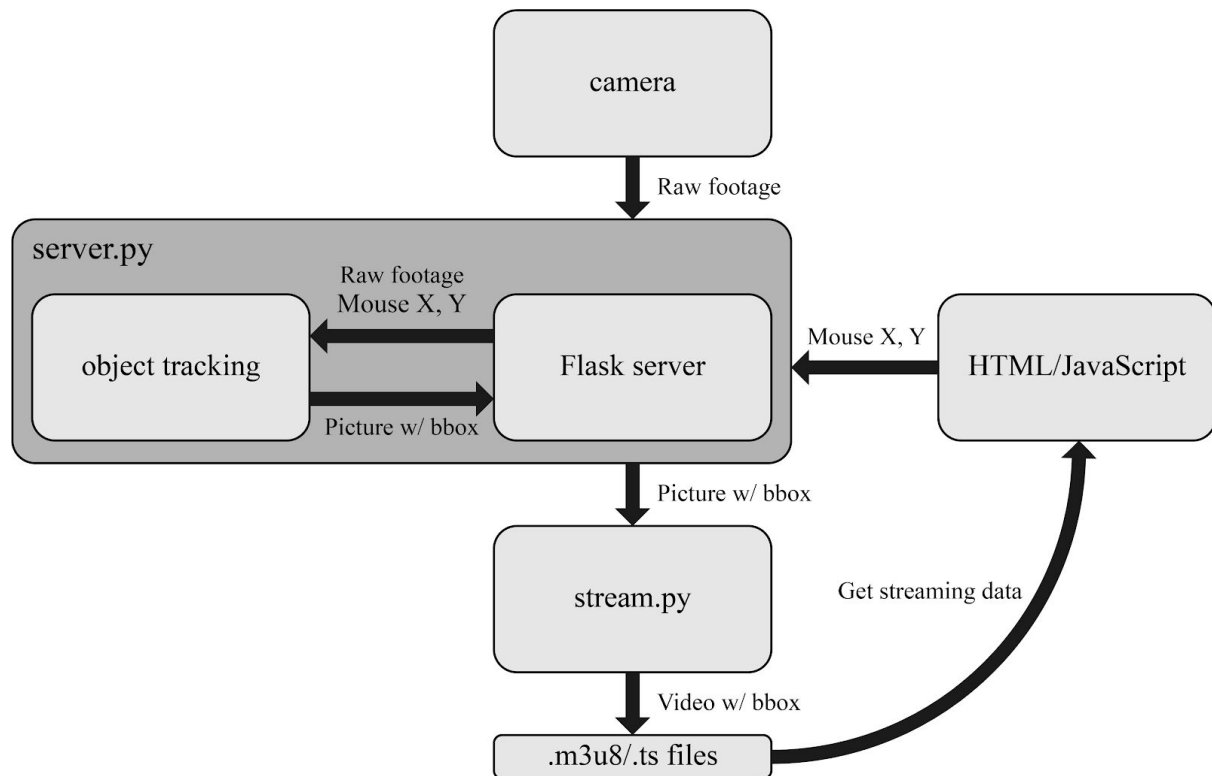 camera
Raw footage
server.py
Raw footage
Mouse X, Y
object tracking
Flask server
Picture w/ bbox
Mouse X, Y
HTML/JavaScript
Picture w/ bbox
stream.py
Get streaming data
Video w/ bbox
.m3u8/.ts files